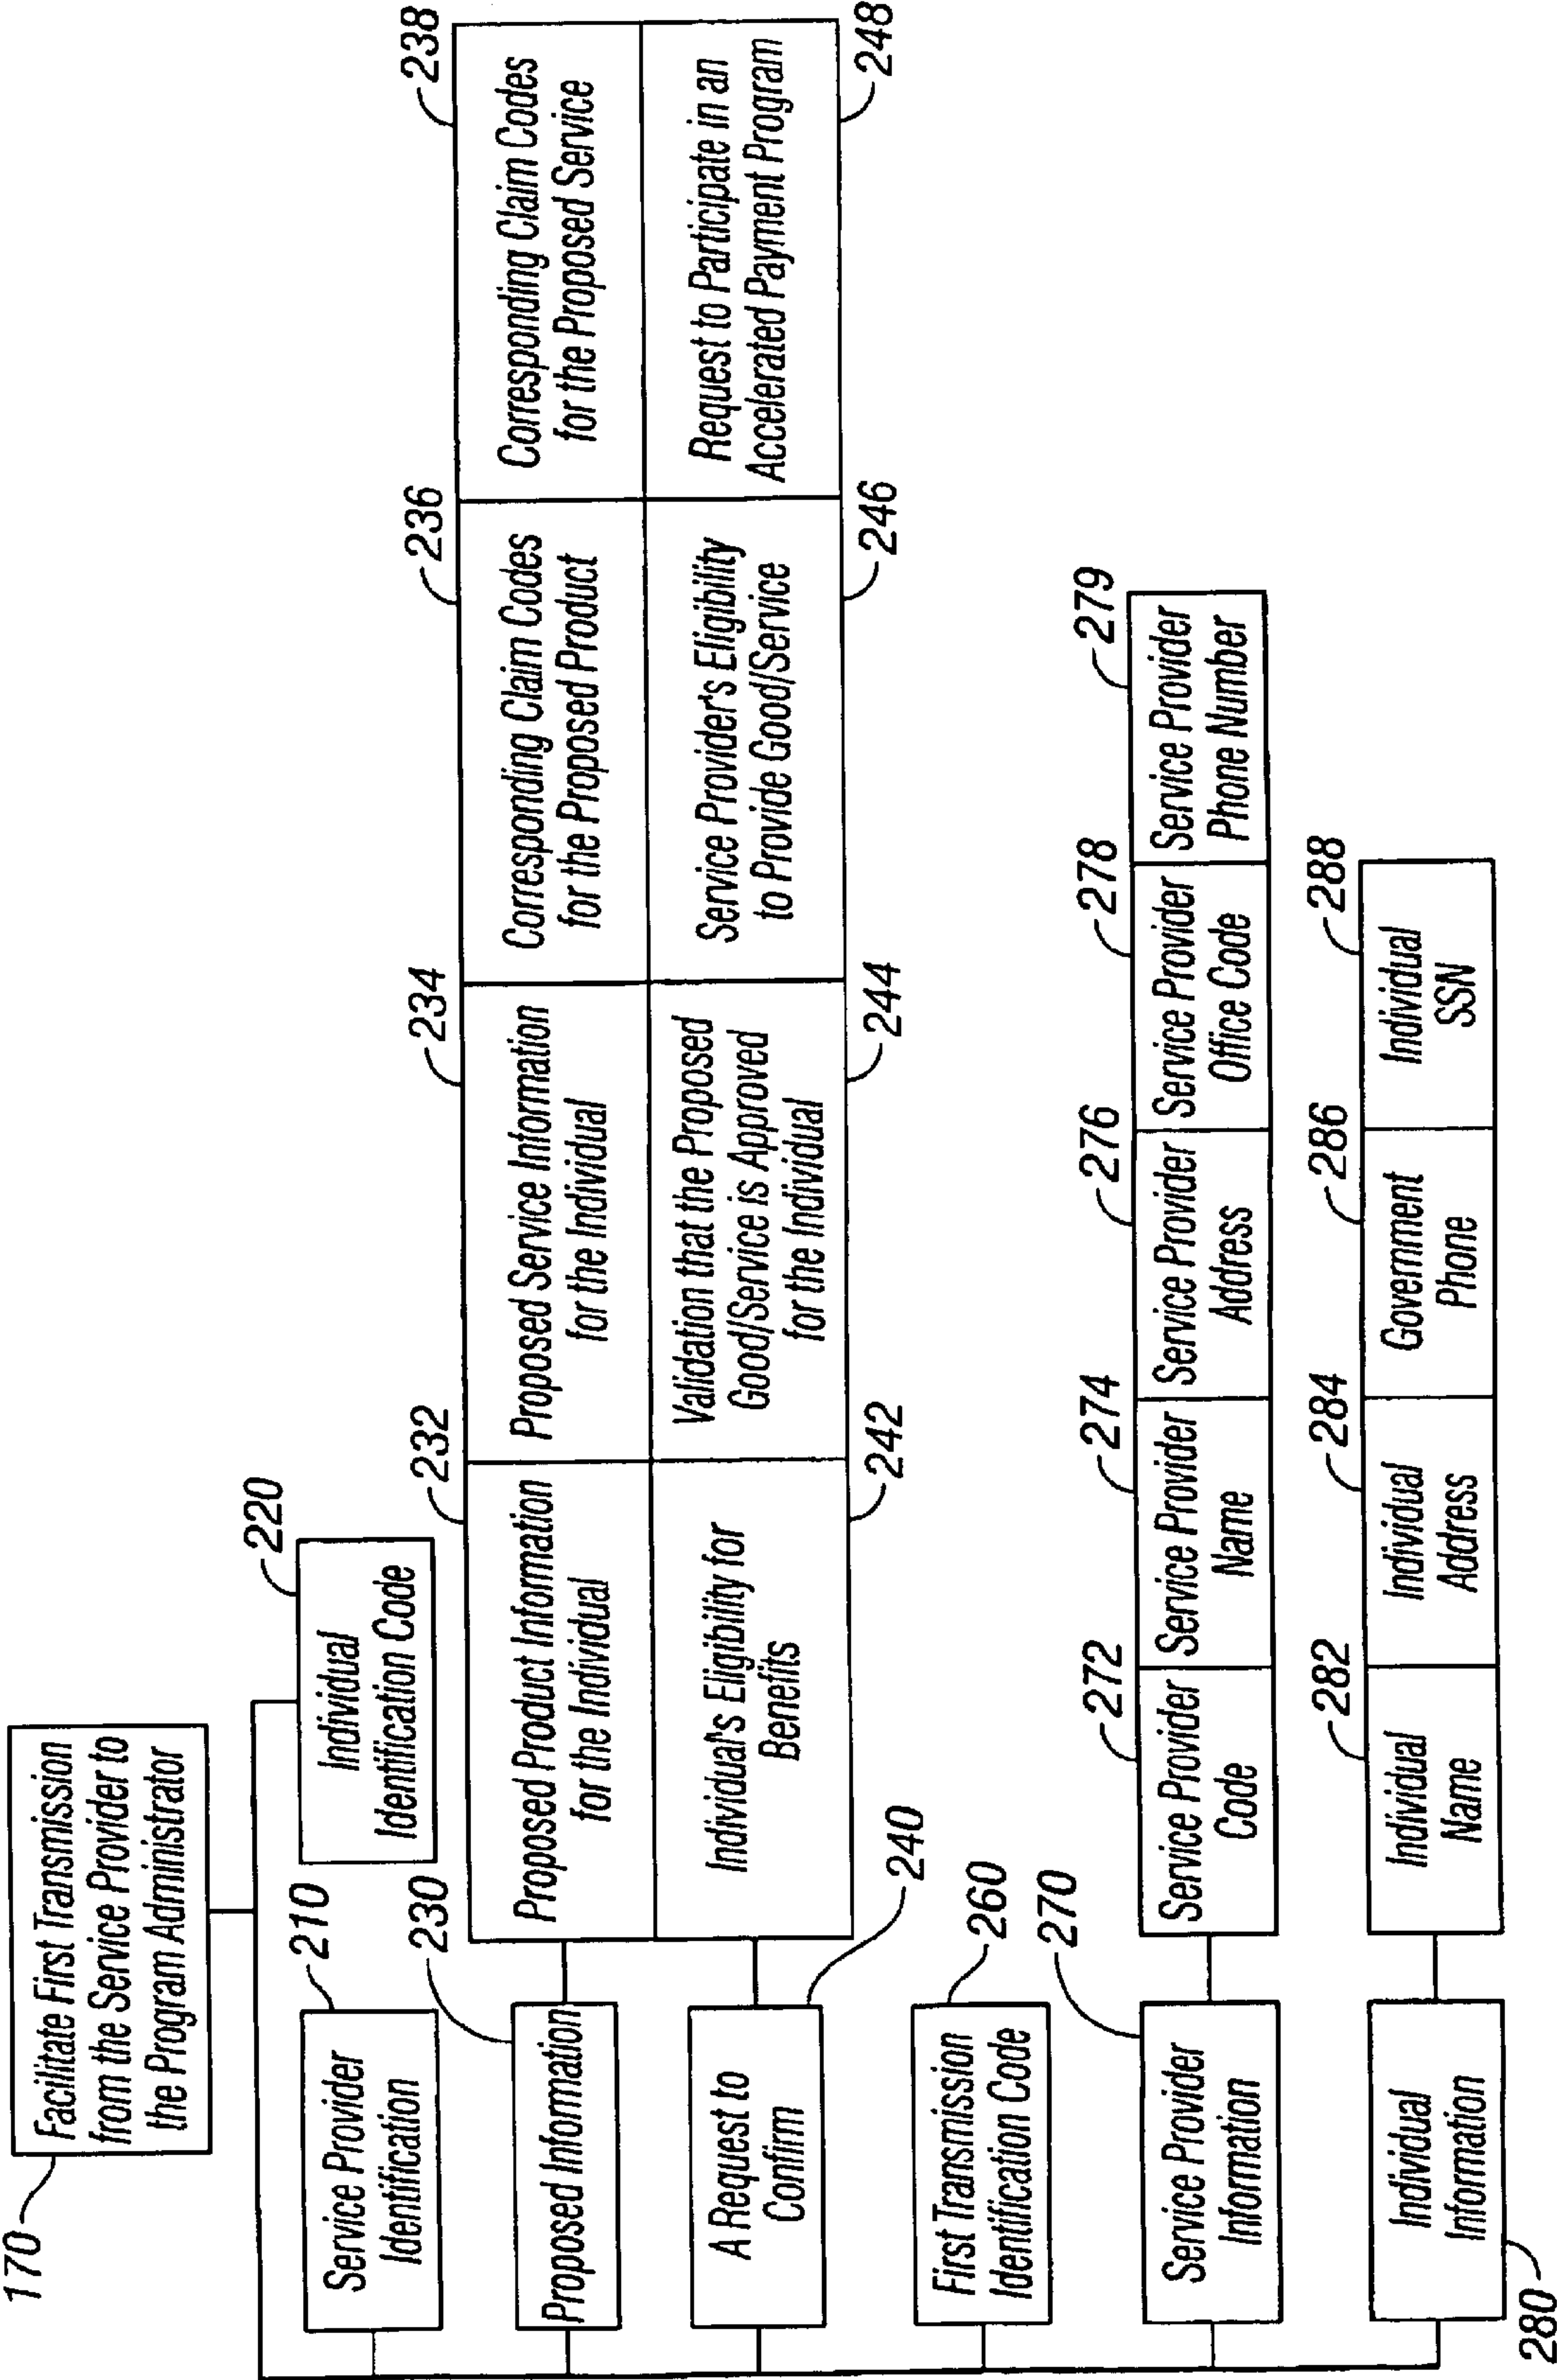 170
Facilitate First Transmission
from the Service Provider to
the Program Administrator
210
Service Provider
Identification
220
Individual
Identification Code
230
Proposed Information
232
Proposed Product Information
for the Individual
234
Proposed Service Information
for the Individual
236
Corresponding Claim Codes
for the Proposed Product
238
Corresponding Claim Codes
for the Proposed Service
240
A Request to
Confirm
242
Individual's Eligibility for
Benefits
244
Validation that the Proposed
Good/Service is Approved
for the Individual
246
Service Provider's Eligibility
to Provide Good/Service
248
Request to Participate in an
Accelerated Payment Program
260
First Transmission
Identification Code
270
Service Provider
Information
272
Service Provider
Code
274
Service Provider
Name
276
Service Provider
Address
278
Service Provider
Office Code
279
Service Provider
Phone Number
280
Individual
Information
282
Individual
Name
284
Individual
Address
286
Government
Phone
288
Individual
SSN